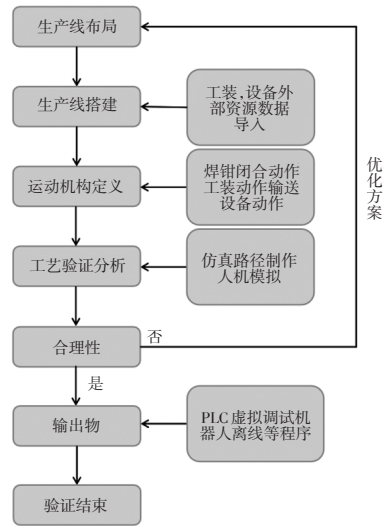 生产线布局
生产线搭建
工装,设备外
部资源数据
导入
运动机构定义
焊钳闭合动作
工装动作输送
设备动作
工艺验证分析
仿真路径制作
人机模拟
合理性
否
是
优化方案
输出物
PLC虚拟调试机
器人离线等程序
验证结束